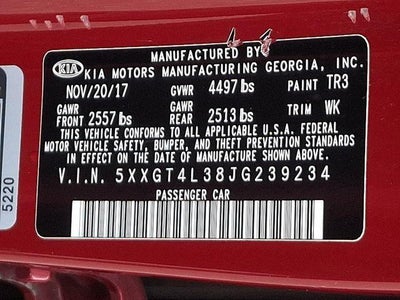 MANUFACTURED BY
KIA KIA MOTORS MANUFACTURING GEORGIA, INC.
NOV/20/17 GVWR 4497 lbs PAINT TR3
GAWR FRONT 2557 lbs GAWR REAR 2513 lbs TRIM WK
THIS VEHICLE CONFORMS TO ALL APPLICABLE U.S.A. FEDERAL
MOTOR VEHICLE SAFETY, BUMPER, AND THEFT PREVENTION STANDARDS
IN EFFECT ON THE DATE OF MANUFACTURE SHOWN ABOVE.
V.I.N. 5XXGT4L38JG239234
PASSENGER CAR
5220